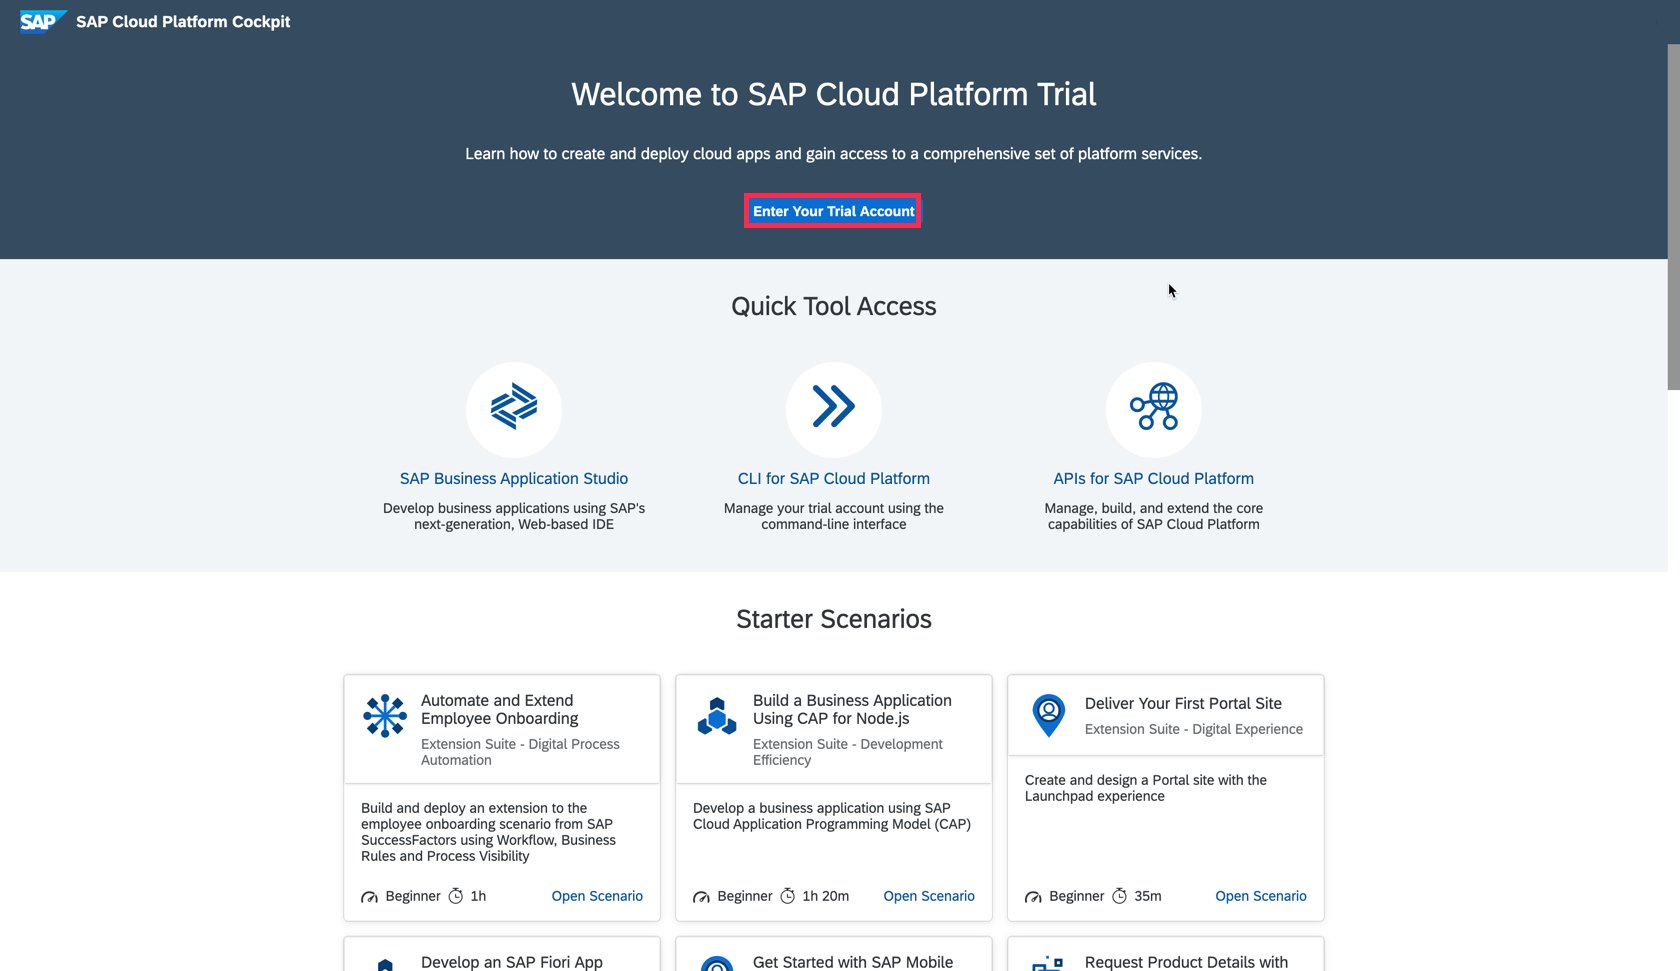 SAP SAP Cloud Platform Cockpit
Welcome to SAP Cloud Platform Trial
Learn how to create and deploy cloud apps and gain access to a comprehensive set of platform services.
Enter Your Trial Account
Quick Tool Access
SAP Business Application Studio
Develop business applications using SAP's
next-generation, Web-based IDE
CLI for SAP Cloud Platform
Manage your trial account using the
command-line interface
APIs for SAP Cloud Platform
Manage, build, and extend the core
capabilities of SAP Cloud Platform
Starter Scenarios
Automate and Extend
Employee Onboarding
Extension Suite - Digital Process
Automation
Build and deploy an extension to the
employee onboarding scenario from SAP
SuccessFactors using Workflow, Business
Rules and Process Visibility
Beginner 1h Open Scenario
Build a Business Application
Using CAP for Node.js
Extension Suite - Development
Efficiency
Develop a business application using SAP
Cloud Application Programming Model (CAP)
Beginner 1h 20m Open Scenario
Deliver Your First Portal Site
Extension Suite - Digital Experience
Create and design a Portal site with the
Launchpad experience
Beginner 35m Open Scenario
Develop an SAP Fiori App
Get Started with SAP Mobile
Request Product Details with